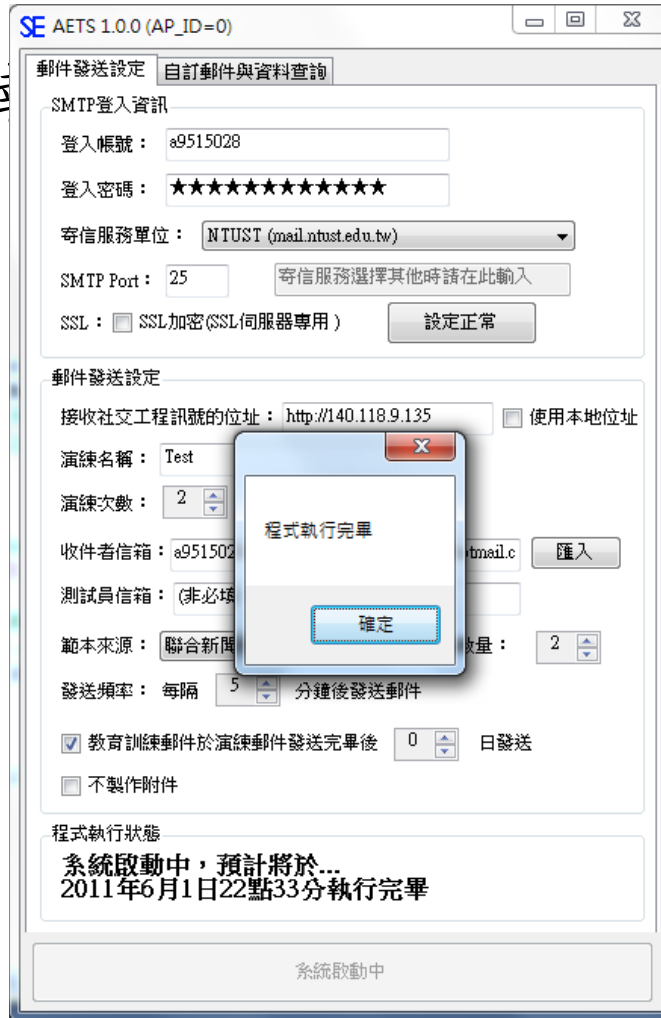 SE AETS 1.0.0 (AP_ID=0)
郵件發送設定 自訂郵件與資料查詢
SMTP登入資訊
登入帳號： a9515028
登入密碼： ★★★★★★★★★★★★
寄信服務單位： NTUST (mail.ntust.edu.tw)
SMTP Port： 25 寄信服務選擇其他時請在此輸入
SSL： SSL加密(SSL伺服器專用 ) 設定正常
郵件發送設定
接收社交工程訊號的位址： http://140.118.9.135 使用本地位址
演練名稱： Test
演練次數： 2
程式執行完畢
收件者信箱： a951502 tmail.c 匯入
測試員信箱： (非必填
確定
範本來源： 聯合新聞 數量： 2
發送頻率： 每隔 5 分鐘後發送郵件
教育訓練郵件於演練郵件發送完畢後 0 日發送
不製作附件
程式執行狀態
系統啟動中，預計將於...
2011年6月1日22點33分執行完畢
系統啟動中